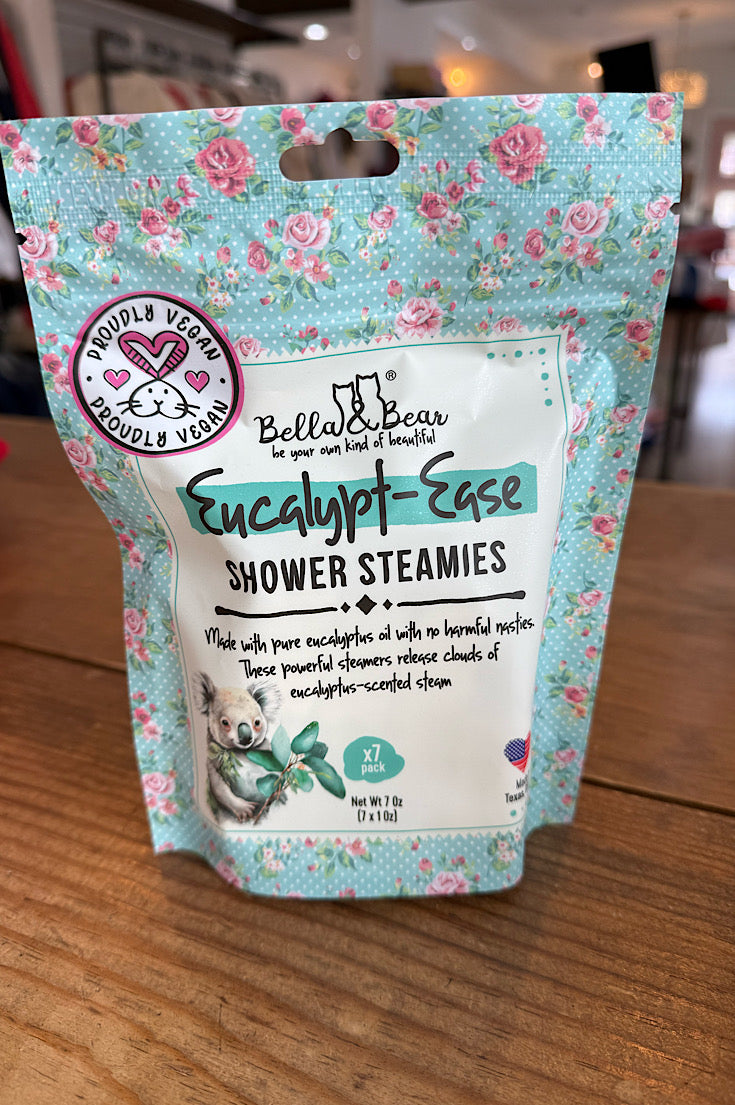 PROUDLY VEGAN
PROUDLY VEGAN
Bella & Bear ®
be your own kind of beautiful
Eucalypt-Ease
SHOWER STEAMIES
Made with pure eucalyptus oil with no harmful nasties.
These powerful steamers release clouds of
eucalyptus-scented steam
x7
pack
Net Wt 7 Oz
(7 x 1 Oz)
Texas